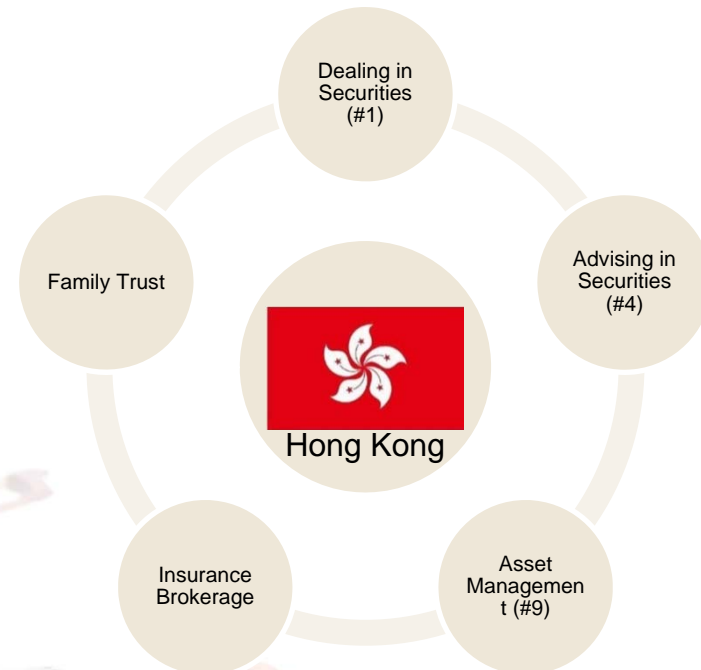 Dealing in
Securities
(#1)
Family Trust
Advising in
Securities
(#4)
Hong Kong
Insurance
Brokerage
Asset
Managemen
t (#9)